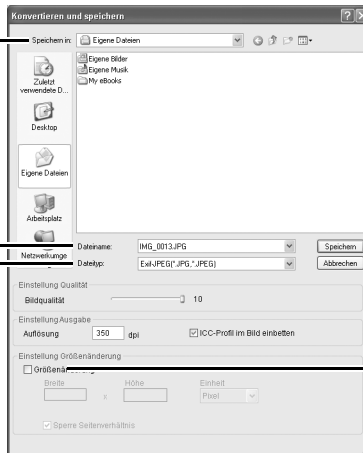 Konvertieren und speichern
Speichern in:
Eigene Dateien
Eigene Bilder
Eigene Musik
My eBooks
Zuletzt
verwendete D...
Desktop
Eigene Dateien
Arbeitsplatz
Netzwerkumge
Dateiname:
IMG_0013.JPG
Speichern
Dateityp:
Exif-JPEG(*.JPG,*.JPEG)
Abbrechen
Einstellung Qualität
Bildqualität
10
Einstellung Ausgabe
Auflösung
350
dpi
ICC-Profil im Bild einbetten
Einstellung Größenänderung
Größenänderung
Breite
Höhe
Einheit
x
Pixel
Sperre Seitenverhältnis